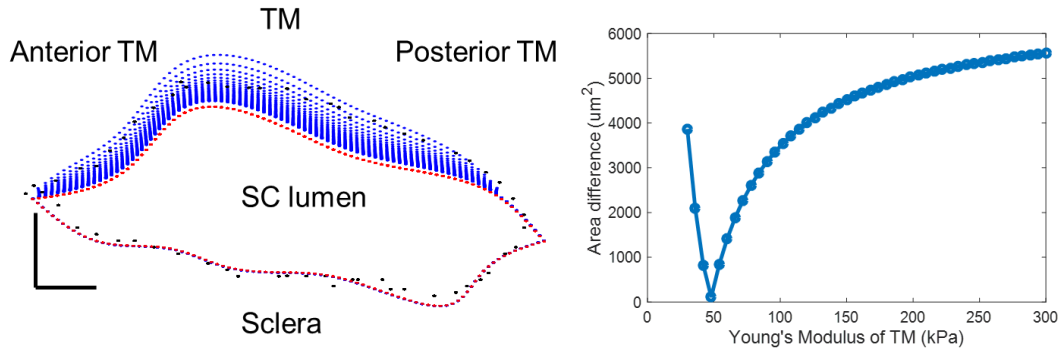 TM
Anterior TM
Posterior TM
SC lumen
Sclera
6000
5000
4000
3000
2000
1000
0
Area difference (um²)
0
50
100
150
200
250
300
Young's Modulus of TM (kPa)